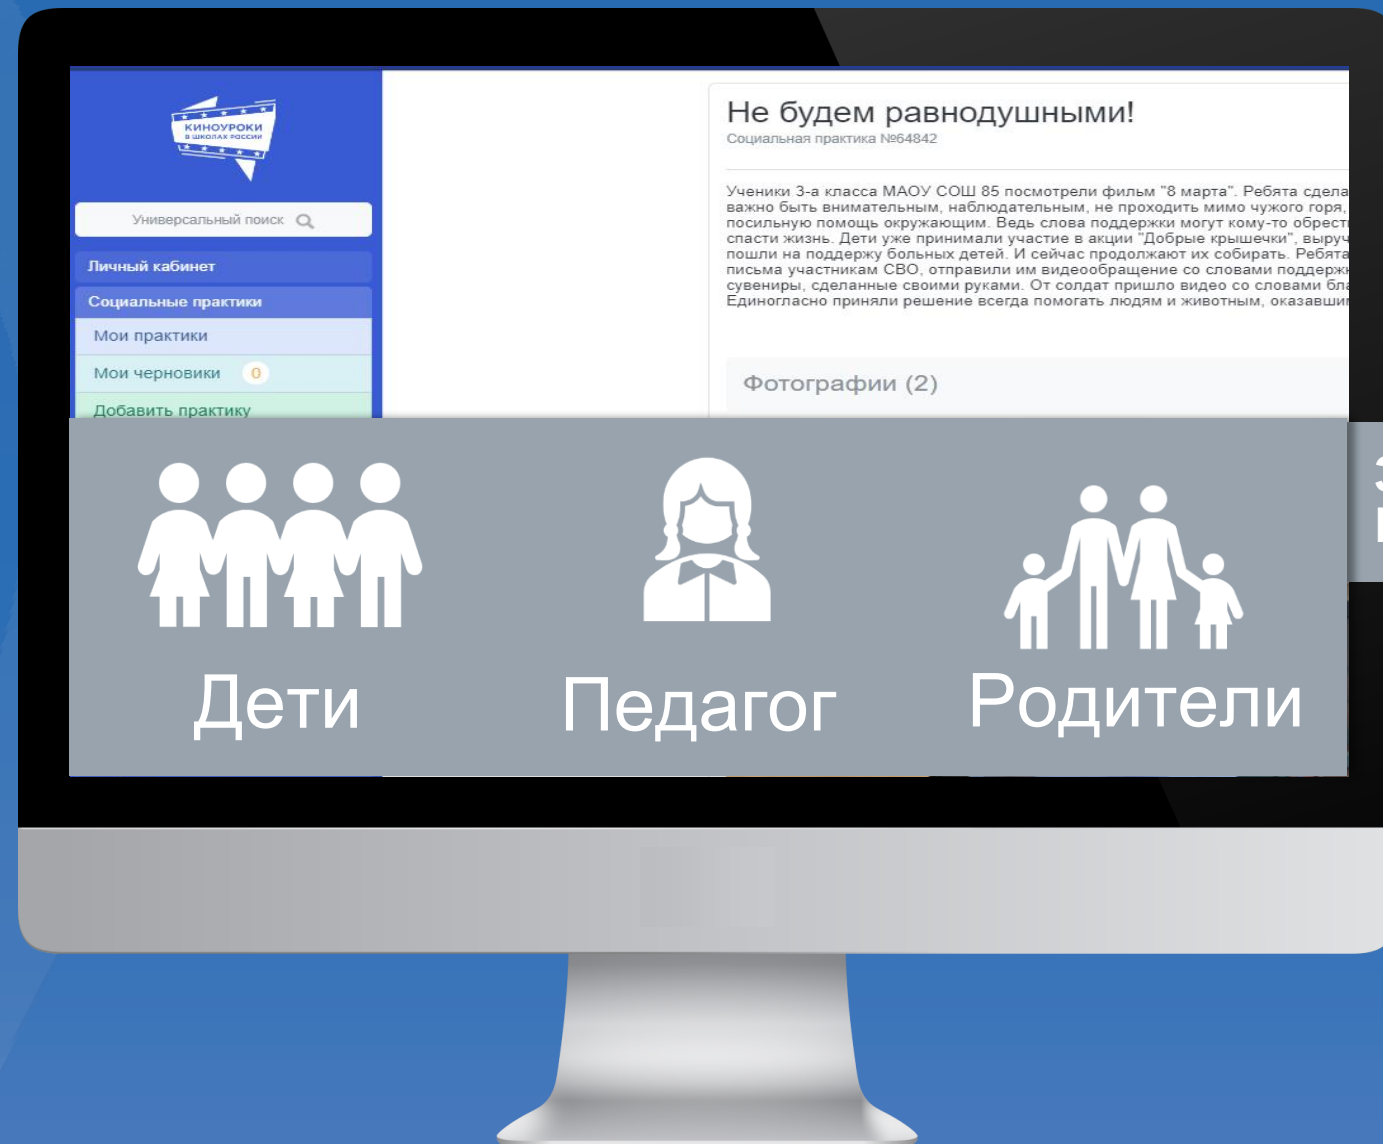 КИНОУРОКИ
В ШКОЛАХ РОССИИ
Универсальный поиск
Личный кабинет
Социальные практики
Мои практики
Мои черновики 0
Добавить практику
Не будем равнодушными!
Социальная практика №64842
Ученики 3-а класса МАОУ СОШ 85 посмотрели фильм "8 марта". Ребята сдела
важно быть внимательным, наблюдательным, не проходить мимо чужого горя,
посильную помощь окружающим. Ведь слова поддержки могут кому-то обрест
спасти жизнь. Дети уже принимали участие в акции "Добрые крышечки", выруч
пошли на поддержу больных детей. И сейчас продолжают их собирать. Ребята
письма участникам СВО, отправили им видеообращение со словами поддерж
сувениры, сделанные своими руками. От солдат пришло видео со словами бла
Единогласно приняли решение всегда помогать людям и животным, оказавши
Фотографии (2)
Дети
Педагог
Родители